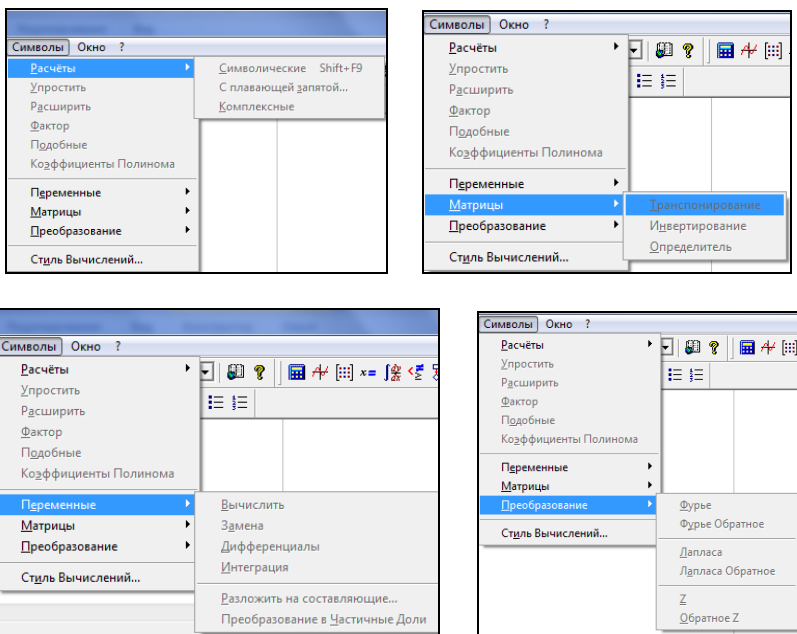 Символы Окно ?
Расчёты
Символические Shift+F9
Упростить
С плавающей запятой...
Расширить
Комплексные
Фактор
Подобные
Коэффициенты Полинома
Переменные
Матрицы
Преобразование
Стиль Вычислений...
Символы Окно ?
Расчёты
Упростить
Расширить
Фактор
Подобные
Коэффициенты Полинома
Переменные
Матрицы
Транспонирование
Преобразование
Инвертирование
Определитель
Стиль Вычислений...
Символы Окно ?
Расчёты
Упростить
Расширить
Фактор
Подобные
Коэффициенты Полинома
Переменные
Вычислить
Матрицы
Замена
Преобразование
Дифференциалы
Интеграция
Стиль Вычислений...
Разложить на составляющие...
Преобразование в Частичные Доли
Символы Окно ?
Расчёты
Упростить
Расширить
Фактор
Подобные
Коэффициенты Полинома
Переменные
Матрицы
Преобразование
Фурье
Фурье Обратное
Стиль Вычислений...
Лапласа
Лапласа Обратное
Z
Обратное Z